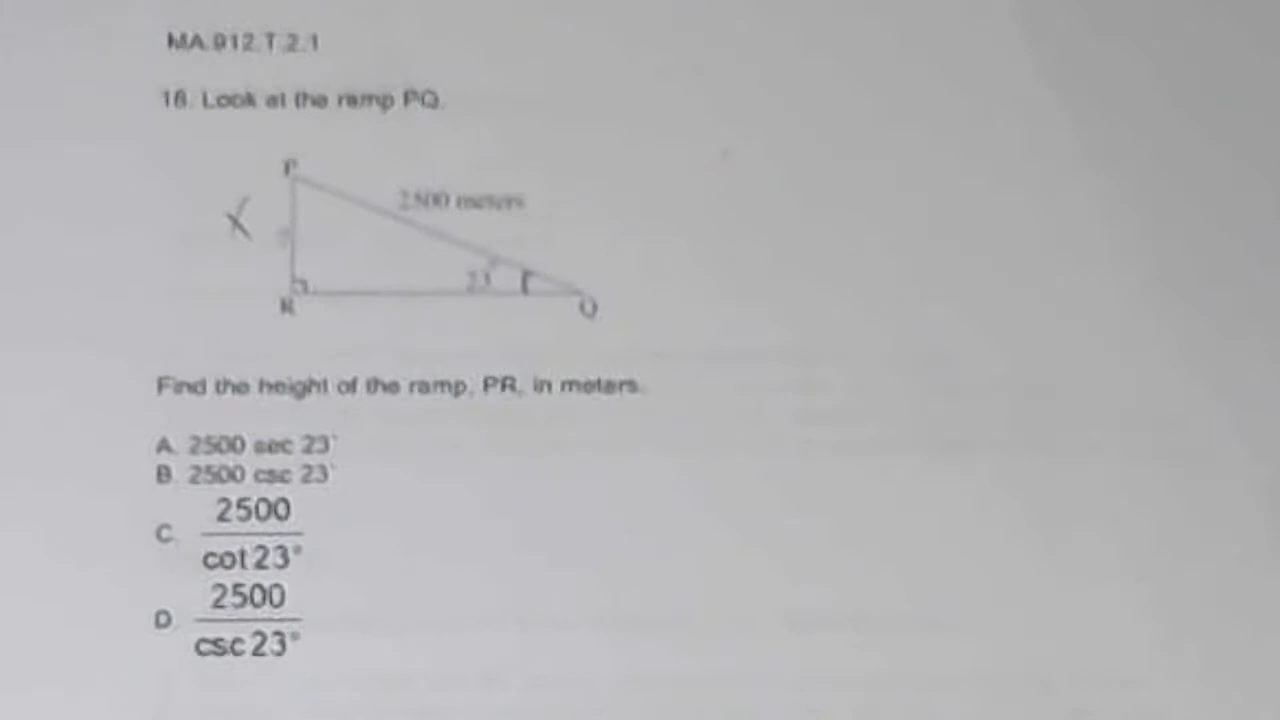 MA.912.T.2.1
16. Look at the ramp PQ.
P
2500 meters
X
23°
R
Q
Find the height of the ramp, PR, in meters.
A. 2500 sec 23°
B. 2500 csc 23°
C. 2500
cot 23°
D. 2500
csc 23°